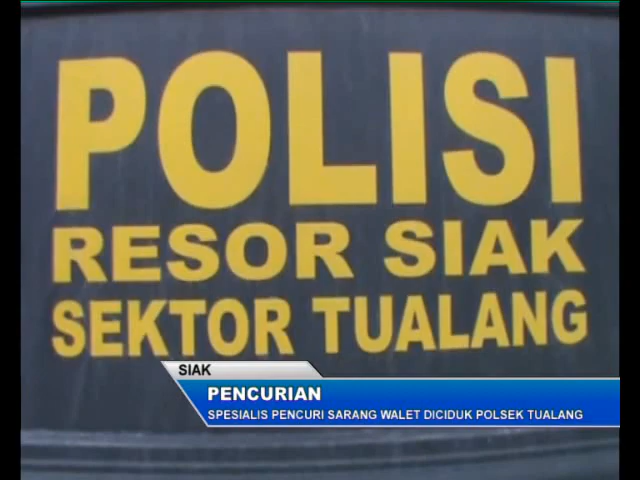 POLISI
RESOR SIAK
SEKTOR TUALANG
SIAK
PENCURIAN
SPESIALIS PENCURI SARANG WALET DICIDUK POLSEK TUALANG